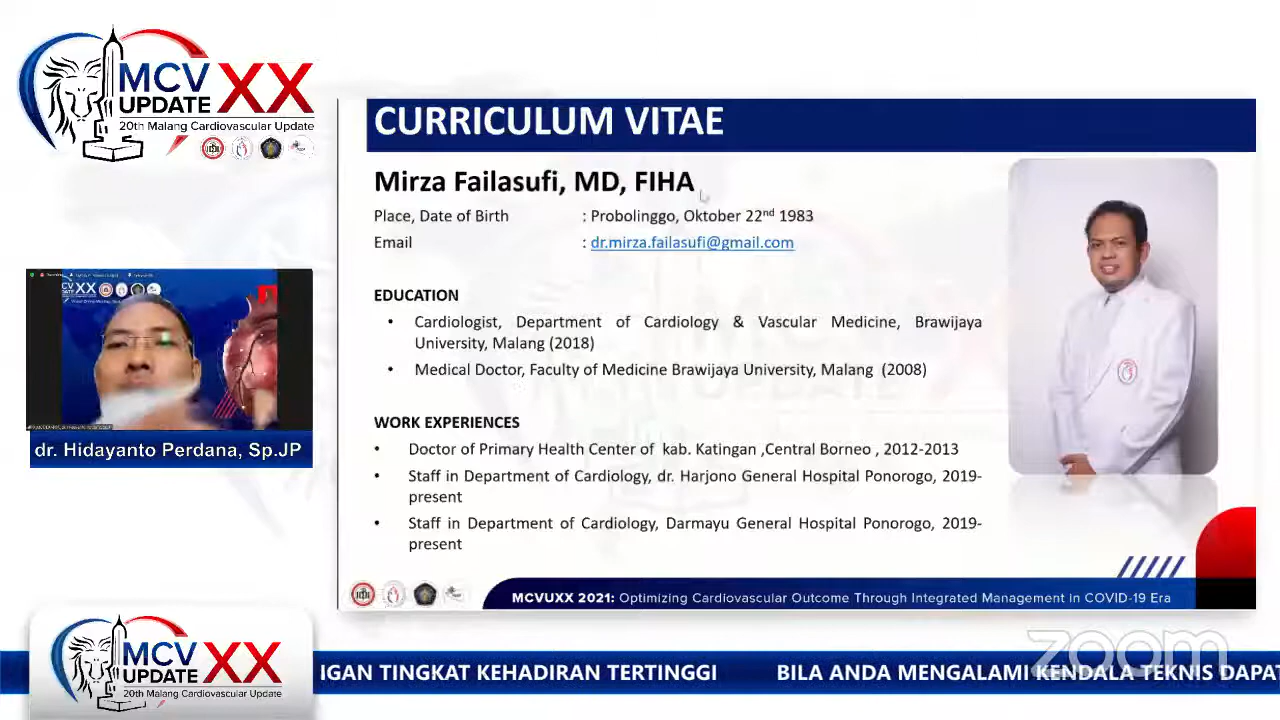 MCV
UPDATE
XX
20th Malang Cardiovascular Update
CURRICULUM VITAE
Mirza Failasufi, MD, FIHA
Place, Date of Birth : Probolinggo, Oktober 22nd 1983
Email : dr.mirza.failasufi@gmail.com
EDUCATION
• Cardiologist, Department of Cardiology & Vascular Medicine, Brawijaya
University, Malang (2018)
• Medical Doctor, Faculty of Medicine Brawijaya University, Malang (2008)
WORK EXPERIENCES
• Doctor of Primary Health Center of kab. Katingan ,Central Borneo , 2012-2013
• Staff in Department of Cardiology, dr. Harjono General Hospital Ponorogo, 2019-
present
• Staff in Department of Cardiology, Darmayu General Hospital Ponorogo, 2019-
present
XX
dr. Hidayanto Perdana, Sp.JP
MCVUXX 2021: Optimizing Cardiovascular Outcome Through Integrated Management in COVID-19 Era
zoom
MCV
UPDATE
XX
20th Malang Cardiovascular Update
IGAN TINGKAT KEHADIRAN TERTINGGI BILA ANDA MENGALAMI KENDALA TEKNIS DAPA